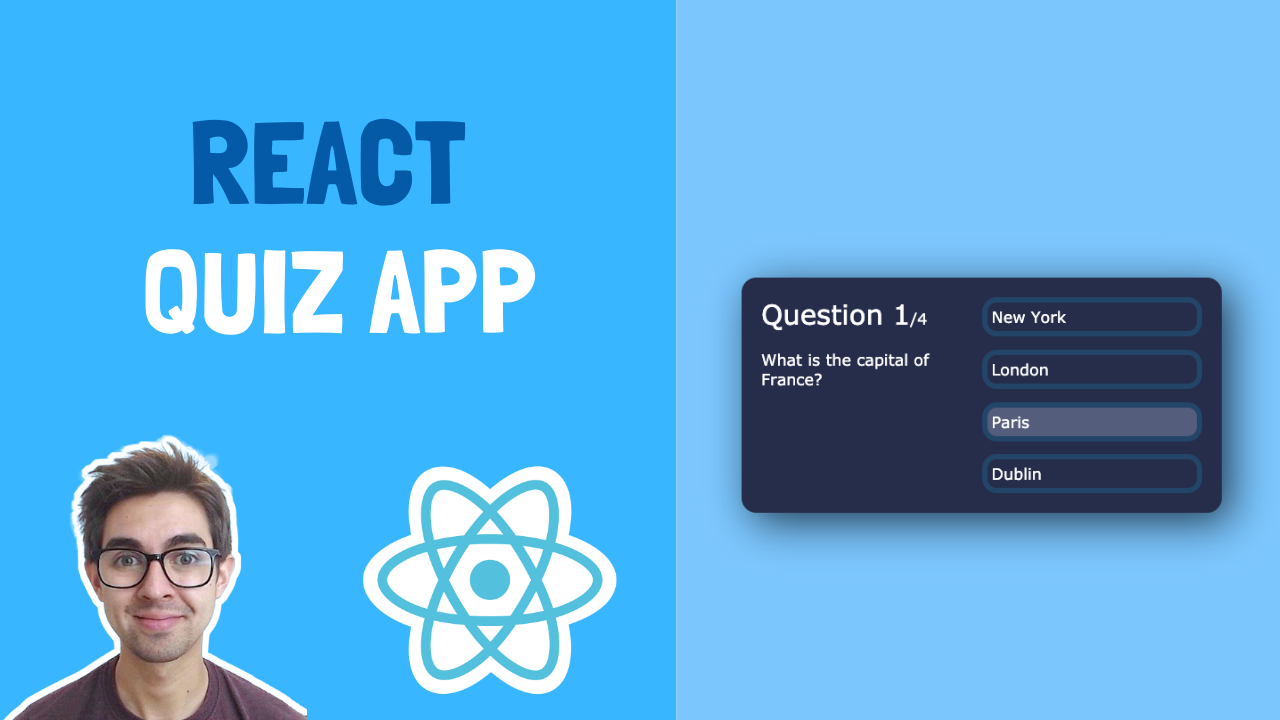 REACT
QUIZ APP
Question 1/4
What is the capital of
France?
New York
London
Paris
Dublin